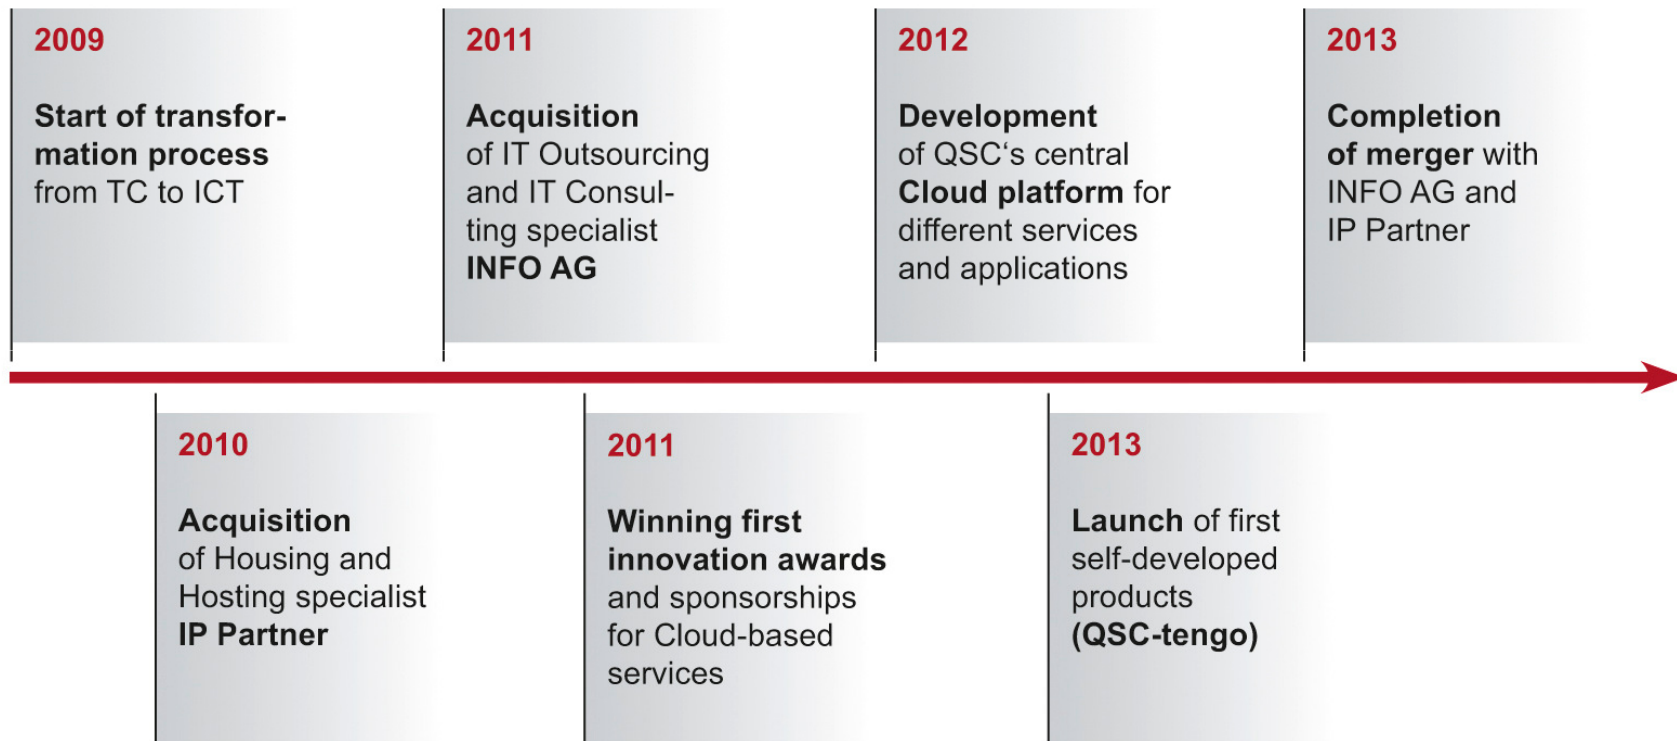 2009
Start of transfor-
mation process
from TC to ICT
2010
Acquisition
of Housing and
Hosting specialist
IP Partner
2011
Acquisition
of IT Outsourcing
and IT Consul-
ting specialist
INFO AG
2011
Winning first
innovation awards
and sponsorships
for Cloud-based
services
2012
Development
of QSC‘s central
Cloud platform for
different services
and applications
2013
Launch of first
self-developed
products
(QSC-tengo)
2013
Completion
of merger with
INFO AG and
IP Partner